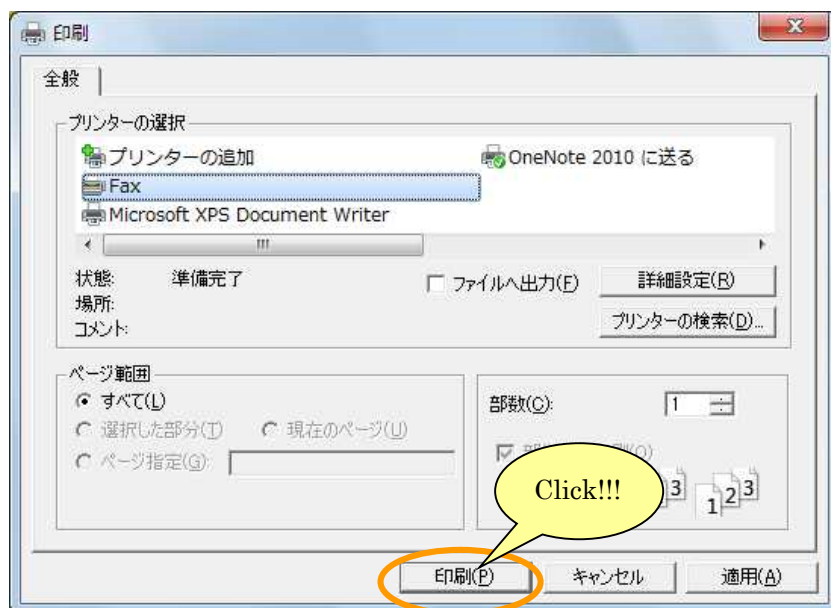 印刷
全般
プリンターの選択
プリンターの追加
OneNote 2010 に送る
Fax
Microsoft XPS Document Writer
状態: 準備完了
ファイルへ出力(F)
詳細設定(R)
場所:
コメント:
プリンターの検索(D)...
ページ範囲
すべて(L)
選択した部分(T) 現在のページ(U)
ページ指定(G):
部数(C): 1
(O)
Click!!!
3
1 2 3
印刷(P) キャンセル 適用(A)